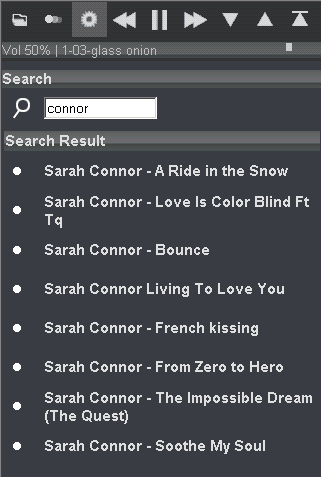 Vol 50% | 1-03-glass onion
Search
connor
Search Result
Sarah Connor - A Ride in the Snow
Sarah Connor - Love Is Color Blind Ft
Tq
Sarah Connor - Bounce
Sarah Connor Living To Love You
Sarah Connor - French kissing
Sarah Connor - From Zero to Hero
Sarah Connor - The Impossible Dream
(The Quest)
Sarah Connor - Soothe My Soul